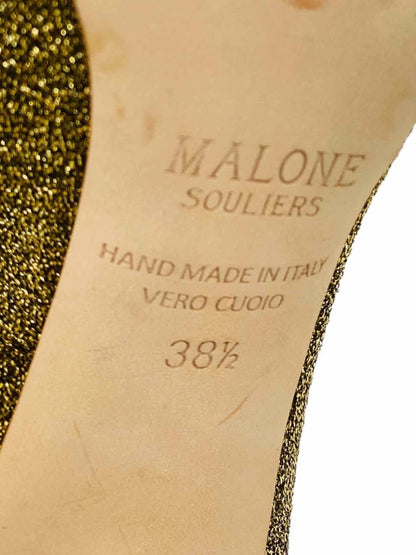 MALONE
SOULIERS
HAND MADE IN ITALY
VERO CUOIO
38½